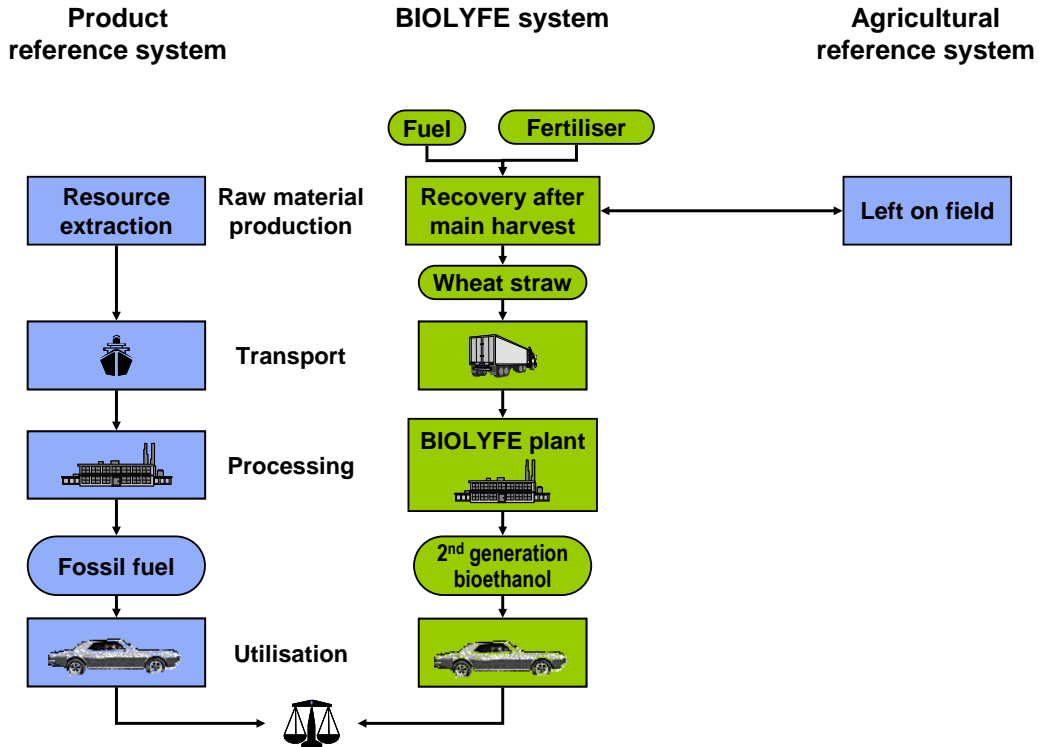 Product
reference system
BIOLYFE system
Agricultural
reference system
Fuel
Fertiliser
Resource
extraction
Raw material
production
Recovery after
main harvest
Left on field
Wheat straw
Transport
BIOLYFE plant
Processing
Fossil fuel
2nd generation
bioethanol
Utilisation